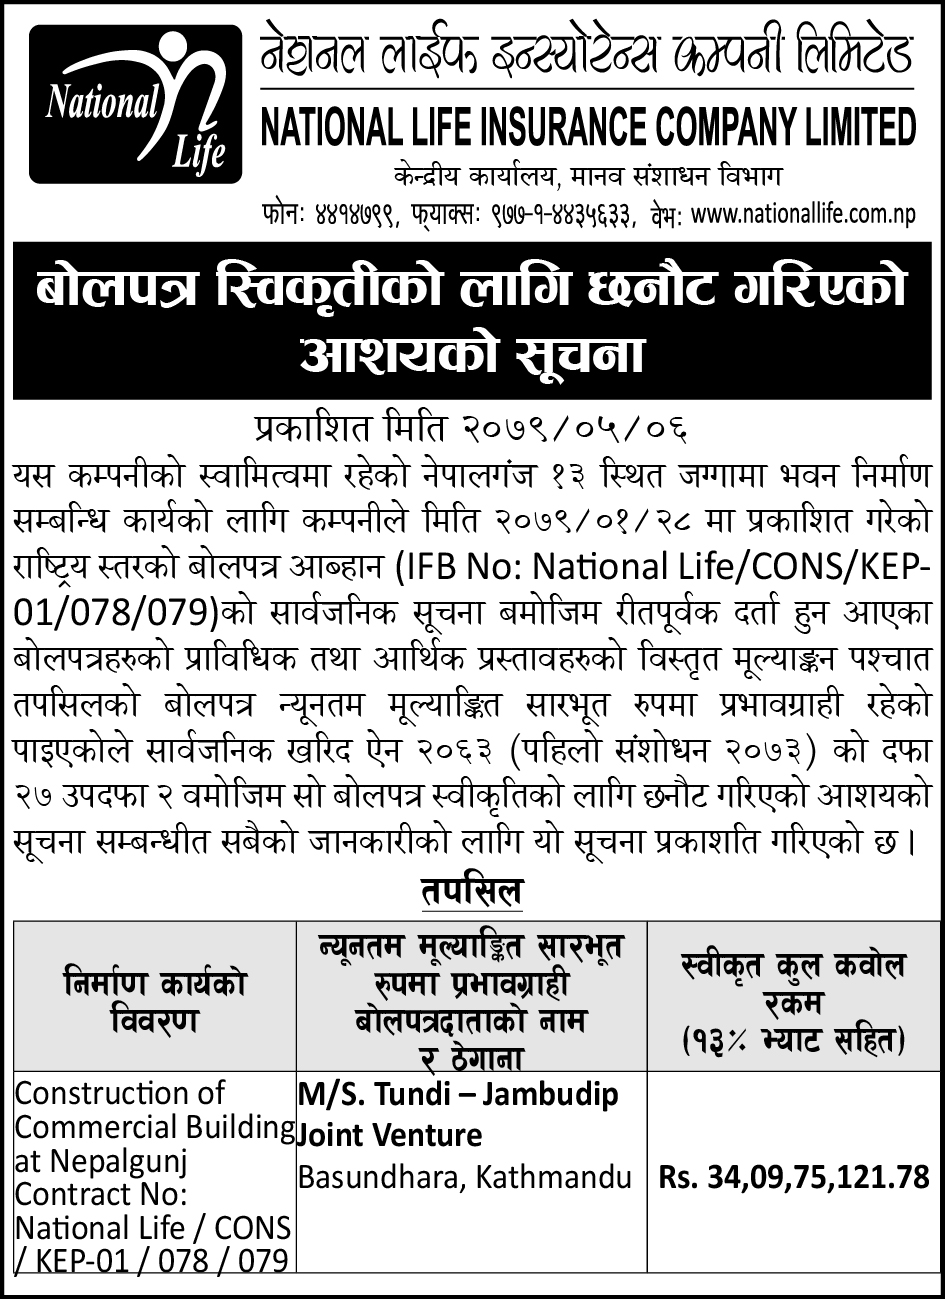 National
Life
नेशनल लाईफ इन्स्योरेन्स कम्पनी लिमिटेड
NATIONAL LIFE INSURANCE COMPANY LIMITED
केन्द्रीय कार्यालय, मानव संशाधन विभाग
फोन: ४४१४७९९, फ्याक्स: ९७७-१-४४३५६३३, वेभ: www.nationallife.com.np
बोलपत्र स्विकृतीको लागि छनौट गरिएको
आशयको सूचना
प्रकाशित मिति २०७९/०५/०६
यस कम्पनीको स्वामित्वमा रहेको नेपालगंज १३ स्थित जग्गामा भवन निर्माण
सम्बन्धि कार्यको लागि कम्पनीले मिति २०७९/०१/२८ मा प्रकाशित गरेको
राष्ट्रिय स्तरको बोलपत्र आब्हान (IFB No: National Life/CONS/KEP-
01/078/079)को सार्वजनिक सूचना बमोजिम रीतपूर्वक दर्ता हुन आएका
बोलपत्रहरुको प्राविधिक तथा आर्थिक प्रस्तावहरुको विस्तृत मूल्याङ्कन पश्चात
तपसिलको बोलपत्र न्यूनतम मूल्याङ्कित सारभूत रुपमा प्रभावग्राही रहेको
पाइएकोले सार्वजनिक खरिद ऐन २०६३ (पहिलो संशोधन २०७३) को दफा
२७ उपदफा २ वमोजिम सो बोलपत्र स्वीकृतिको लागि छनौट गरिएको आशयको
सूचना सम्बन्धीत सबैको जानकारीको लागि यो सूचना प्रकाशति गरिएको छ ।
तपसिल
निर्माण कार्यको
विवरण
न्यूनतम मूल्याङ्कित सारभूत
रुपमा प्रभावग्राही
बोलपत्रदाताको नाम
र ठेगाना
स्वीकृत कुल कवोल
रकम
(१३% भ्याट सहित)
Construction of
Commercial Building
at Nepalgunj
Contract No:
National Life / CONS
/ KEP-01 / 078 / 079
M/S. Tundi – Jambudip
Joint Venture
Basundhara, Kathmandu
Rs. 34,09,75,121.78